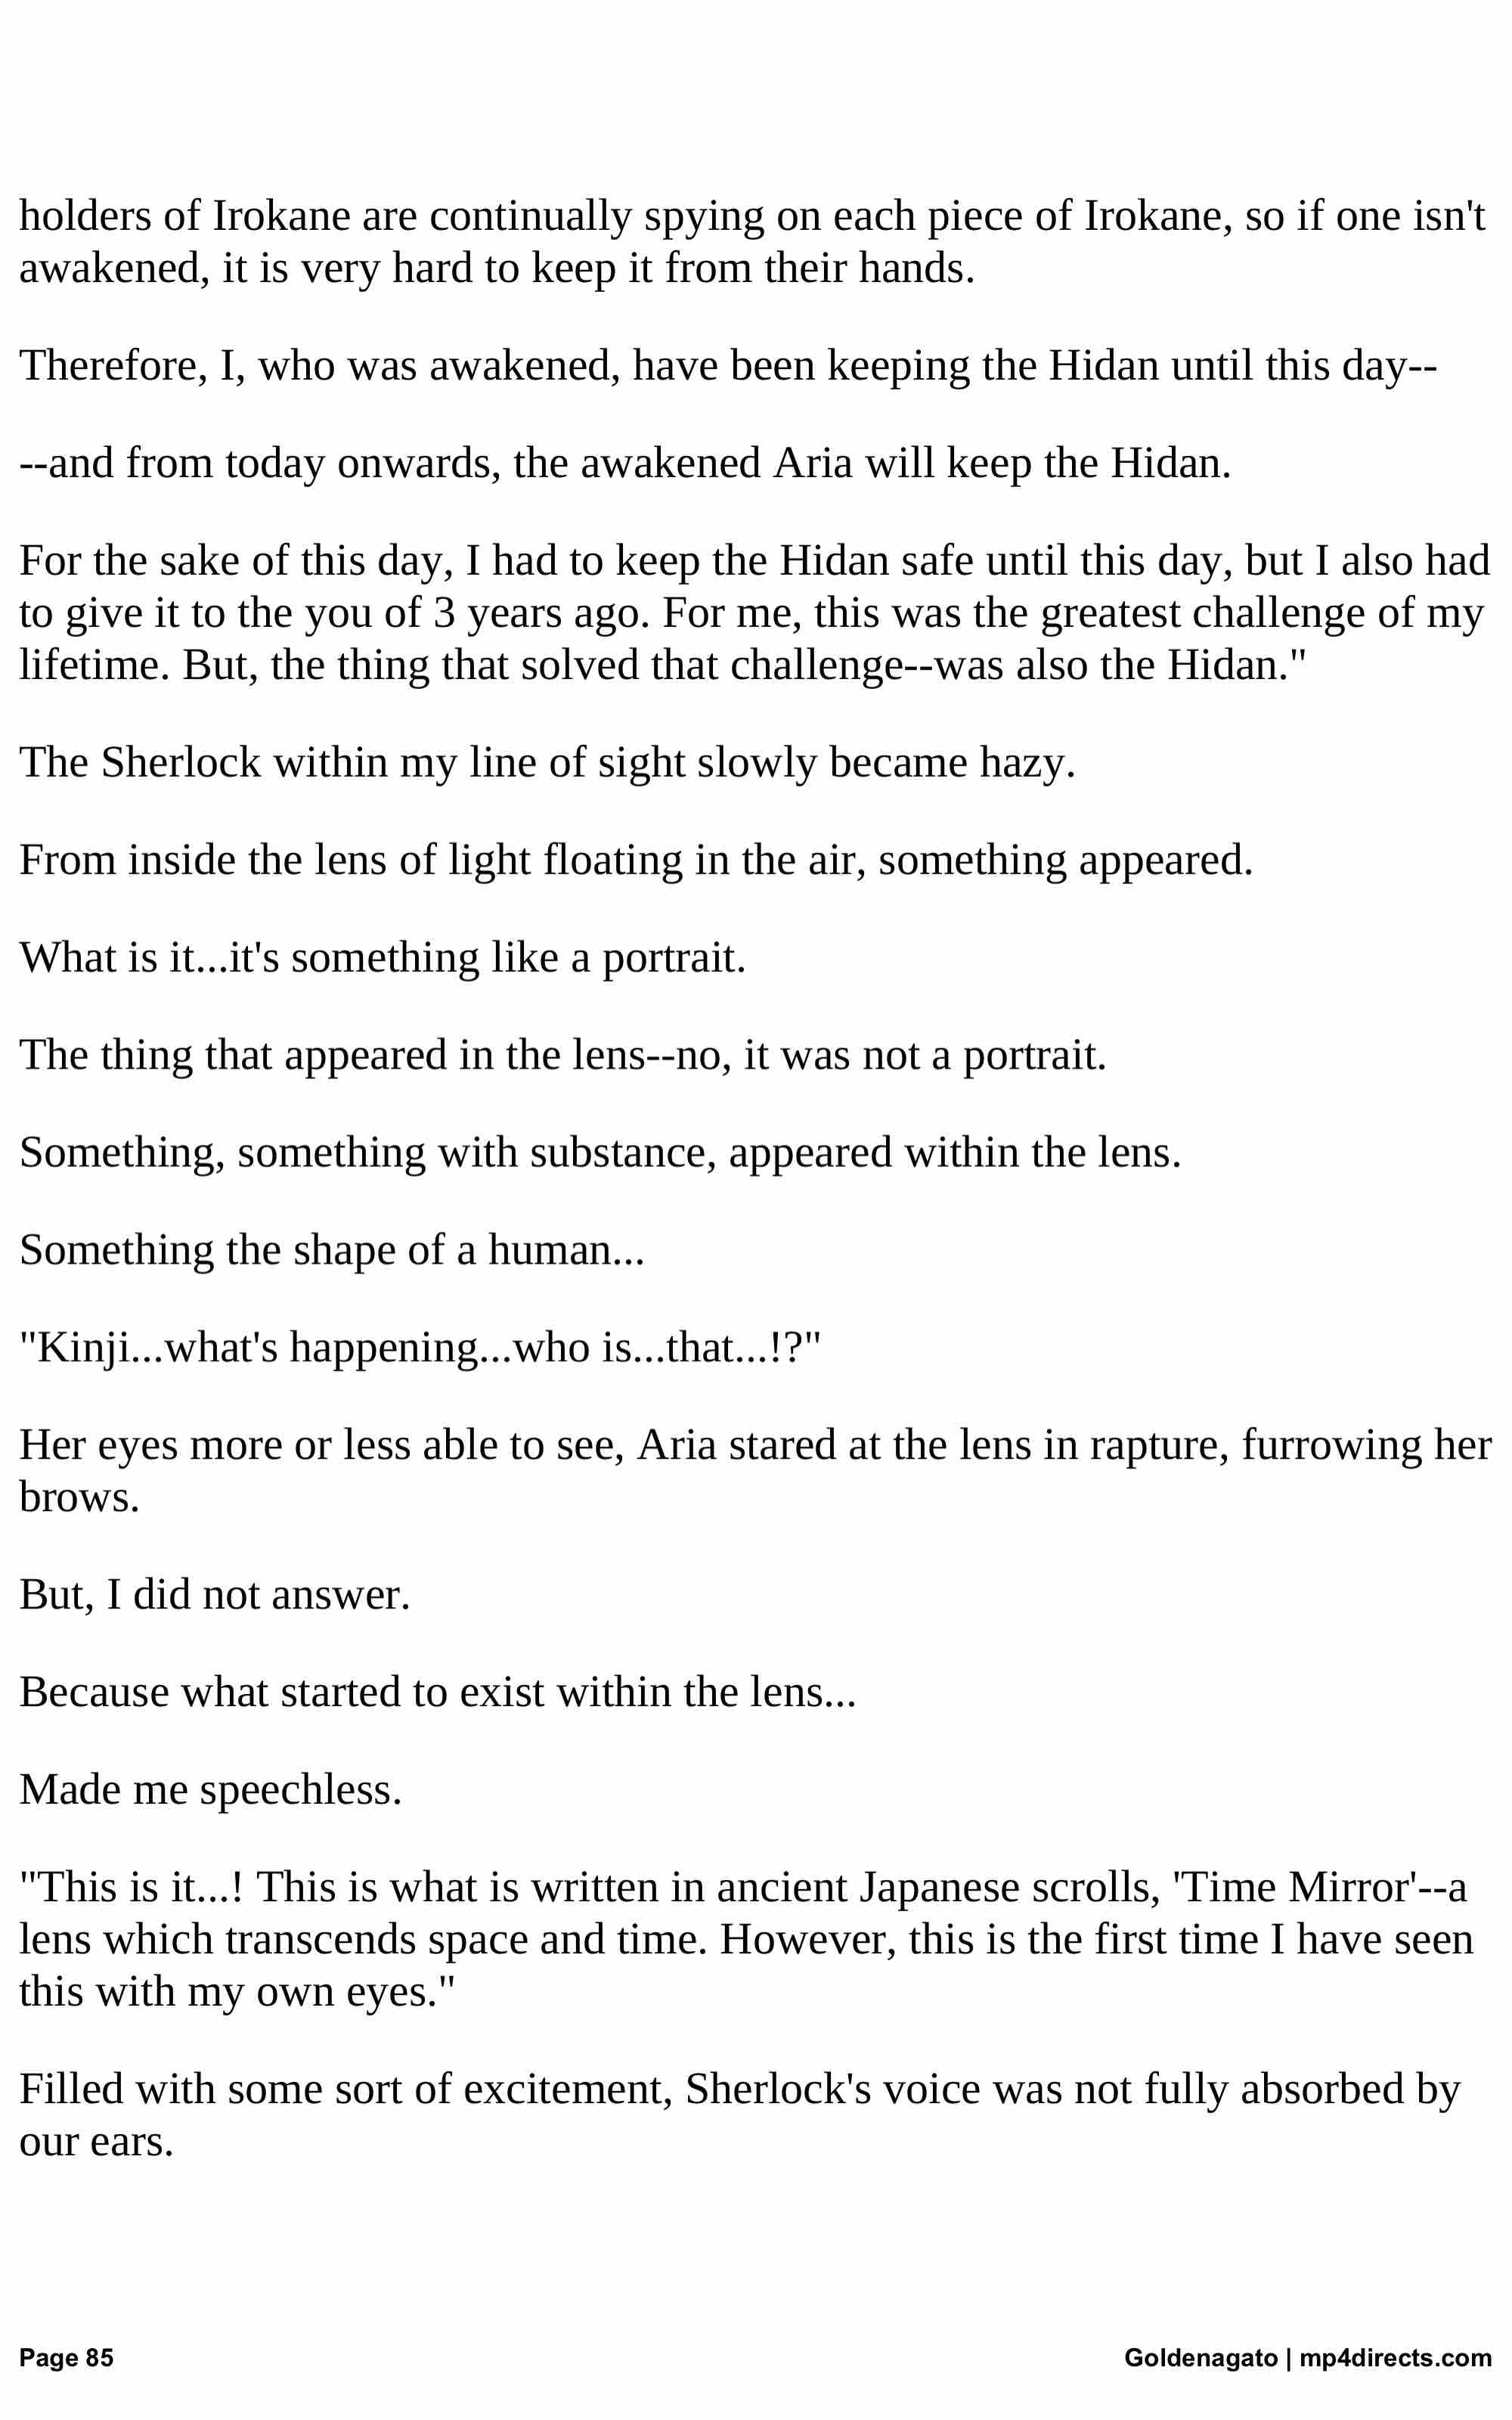 holders of Irokane are continually spying on each piece of Irokane, so if one isn't
awakened, it is very hard to keep it from their hands.
Therefore, I, who was awakened, have been keeping the Hidan until this day--
--and from today onwards, the awakened Aria will keep the Hidan.
For the sake of this day, I had to keep the Hidan safe until this day, but I also had
to give it to the you of 3 years ago. For me, this was the greatest challenge of my
lifetime. But, the thing that solved that challenge--was also the Hidan."
The Sherlock within my line of sight slowly became hazy.
From inside the lens of light floating in the air, something appeared.
What is it...it's something like a portrait.
The thing that appeared in the lens--no, it was not a portrait.
Something, something with substance, appeared within the lens.
Something the shape of a human...
"Kinji...what's happening...who is...that...!?"
Her eyes more or less able to see, Aria stared at the lens in rapture, furrowing her
brows.
But, I did not answer.
Because what started to exist within the lens...
Made me speechless.
"This is it...! This is what is written in ancient Japanese scrolls, 'Time Mirror'--a
lens which transcends space and time. However, this is the first time I have seen
this with my own eyes."
Filled with some sort of excitement, Sherlock's voice was not fully absorbed by
our ears.
Page 85
Goldenagato | mp4directs.com